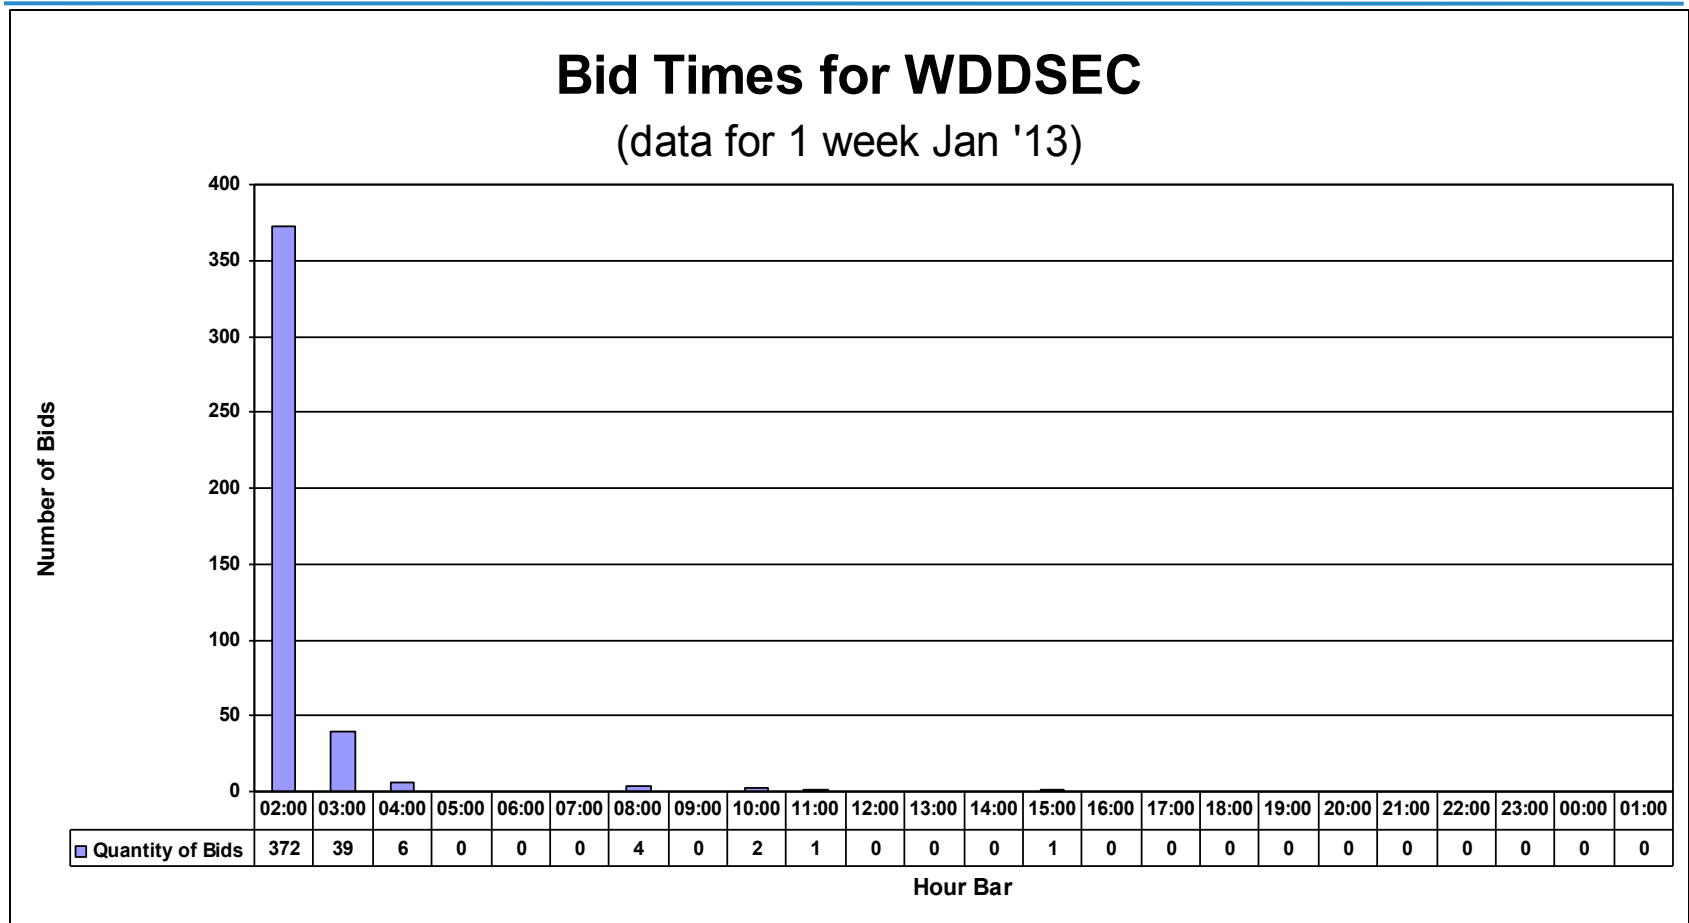 Bid Times for WDDSEC
(data for 1 week Jan '13)
400
350
300
250
200
150
100
50
0
Number of Bids
02:00 03:00 04:00 05:00 06:00 07:00 08:00 09:00 10:00 11:00 12:00 13:00 14:00 15:00 16:00 17:00 18:00 19:00 20:00 21:00 22:00 23:00 00:00 01:00
Quantity of Bids 372 39 6 0 0 0 4 0 2 1 0 0 0 1 0 0 0 0 0 0 0 0 0 0
Hour Bar